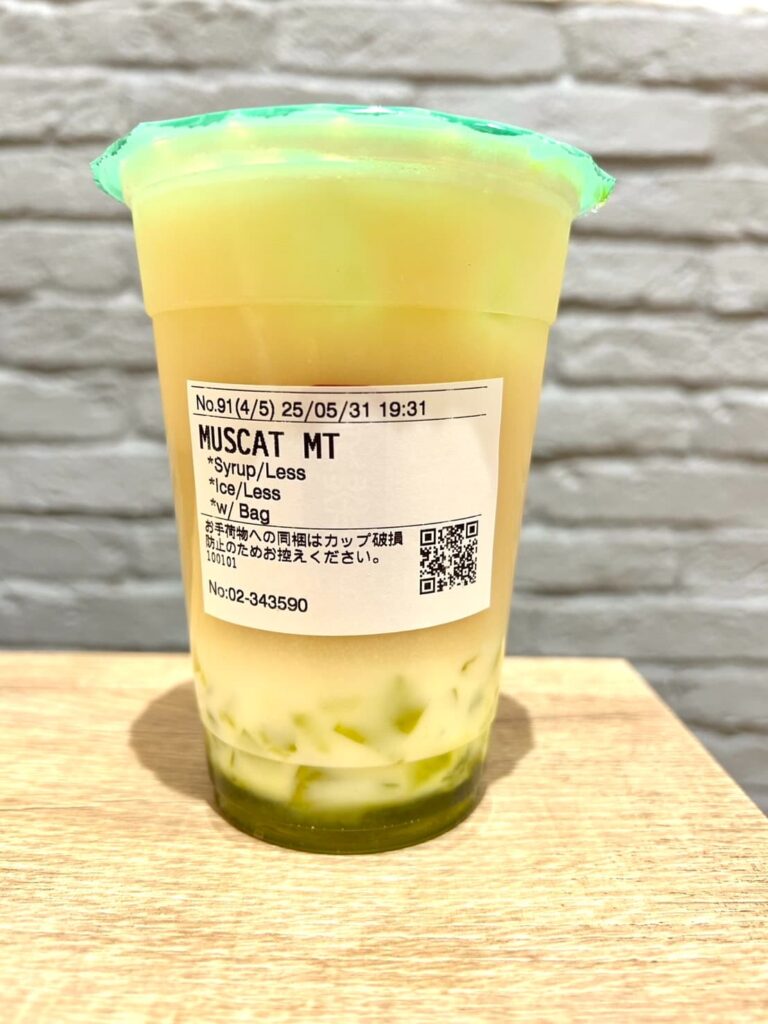 No.91(4/5) 25/05/31 19:31
MUSCAT MT
*Syrup/Less
*Ice/Less
*w/ Bag
お手荷物への同梱はカップ破損
防止のためお控えください。
100101
No:02-343590